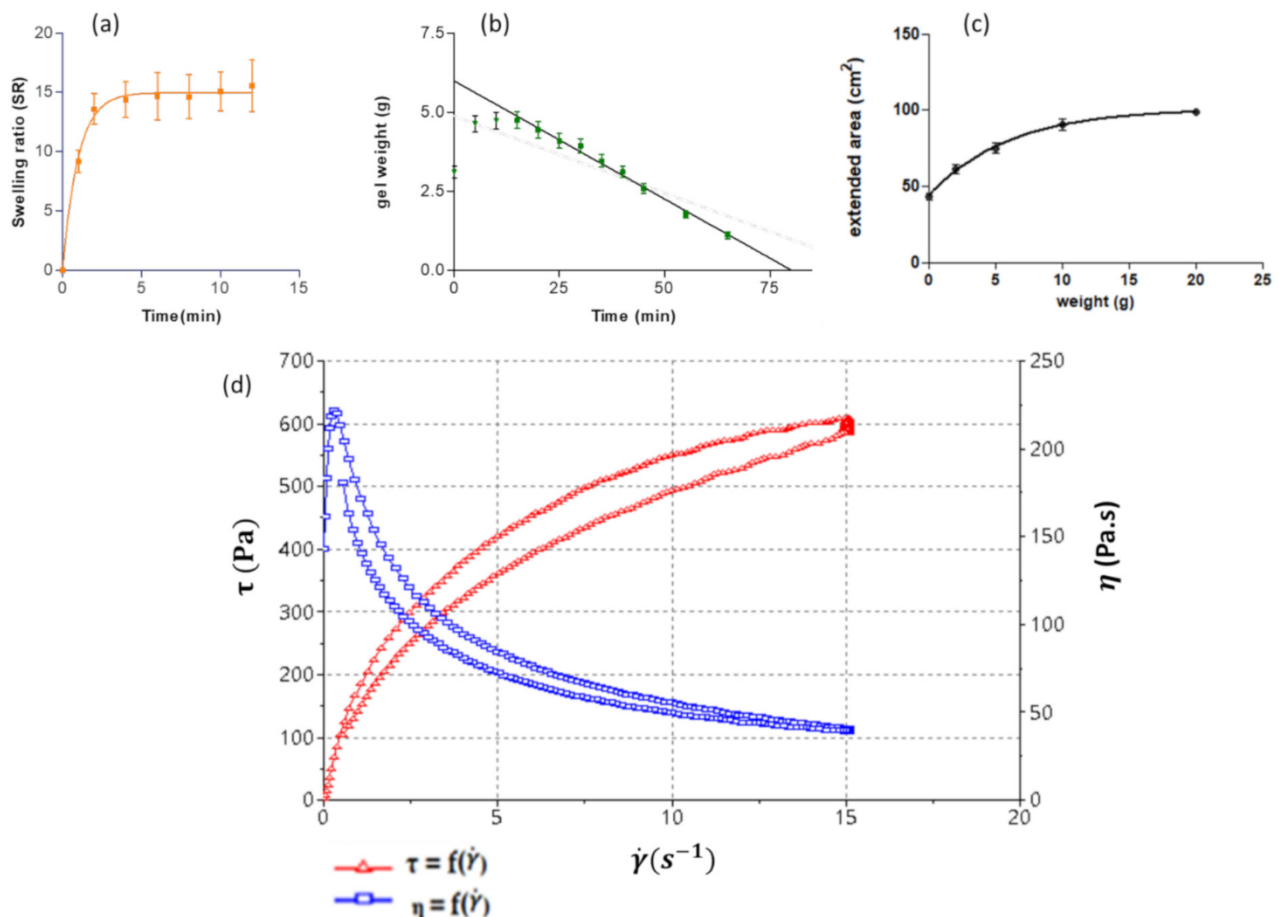 (a)
20
15
10
5
0
Swelling ratio (SR)
0 5 10 15
Time(min)
(b)
7.5
5.0
2.5
0.0
gel weight (g)
0 25 50 75
Time (min)
(c)
150
100
50
0
extended area (cm²)
0 5 10 15 20 25
weight (g)
(d)
700
600
500
400
300
200
100
0
τ (Pa)
250
200
150
100
50
0
η (Pa.s)
0 5 10 15 20
γ̇(s⁻¹)
τ = f(γ̇)
η = f(γ̇)